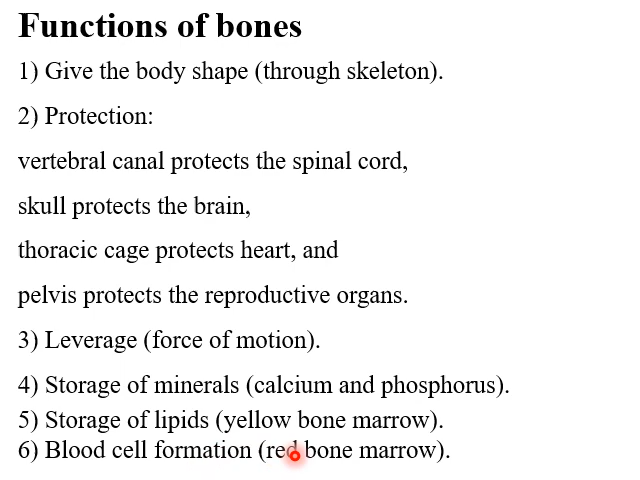 Functions of bones
1) Give the body shape (through skeleton).
2) Protection:
vertebral canal protects the spinal cord,
skull protects the brain,
thoracic cage protects heart, and
pelvis protects the reproductive organs.
3) Leverage (force of motion).
4) Storage of minerals (calcium and phosphorus).
5) Storage of lipids (yellow bone marrow).
6) Blood cell formation (red bone marrow).